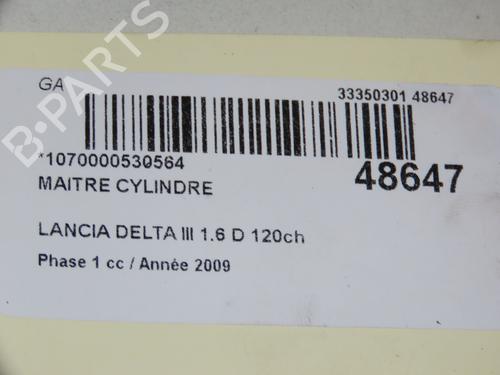 GA
33350301 48647
*1070000530564
48647
MAITRE CYLINDRE
LANCIA DELTA III 1.6 D 120ch
Phase 1 cc / Année 2009
B-PARTS